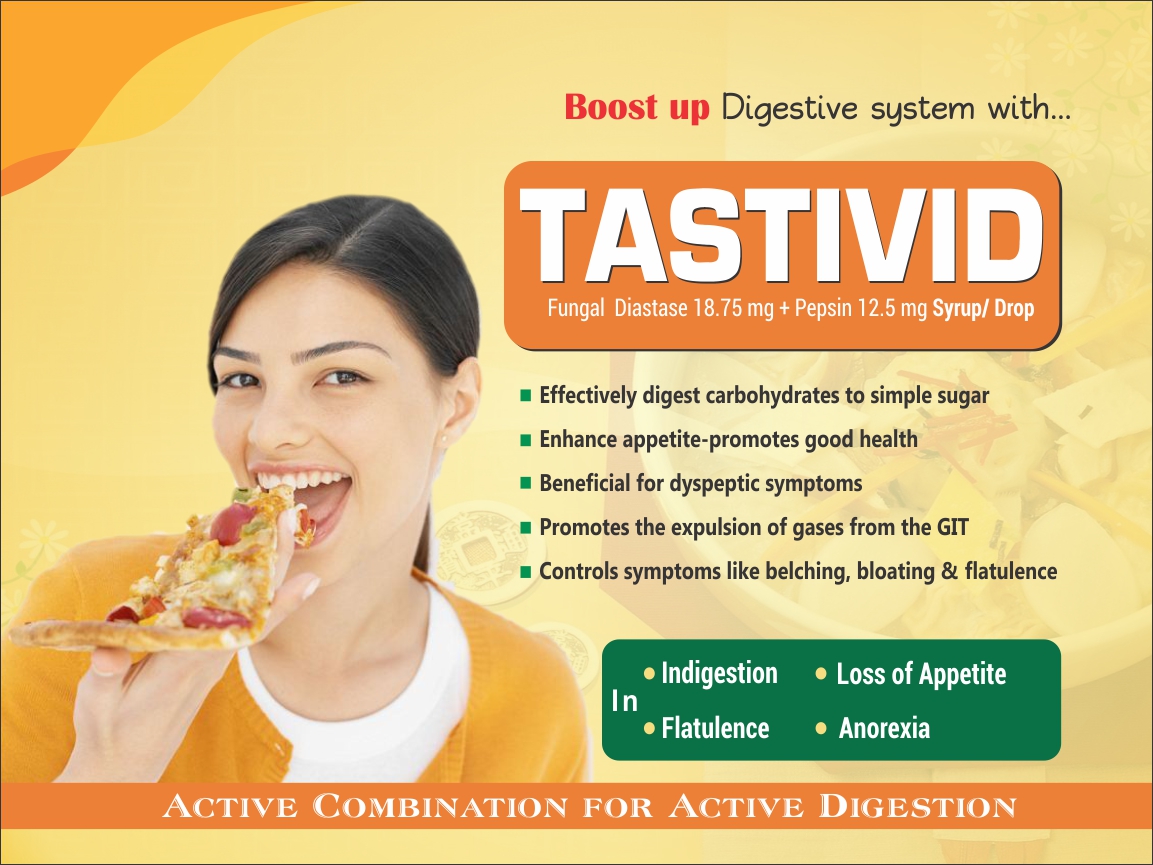 Boost up Digestive system with...
TASTIVID
Fungal Diastase 18.75 mg + Pepsin 12.5 mg Syrup/ Drop
Effectively digest carbohydrates to simple sugar
Enhance appetite-promotes good health
Beneficial for dyspeptic symptoms
Promotes the expulsion of gases from the GIT
Controls symptoms like belching, bloating & flatulence
In
• Indigestion • Loss of Appetite
• Flatulence • Anorexia
Active Combination for Active Digestion